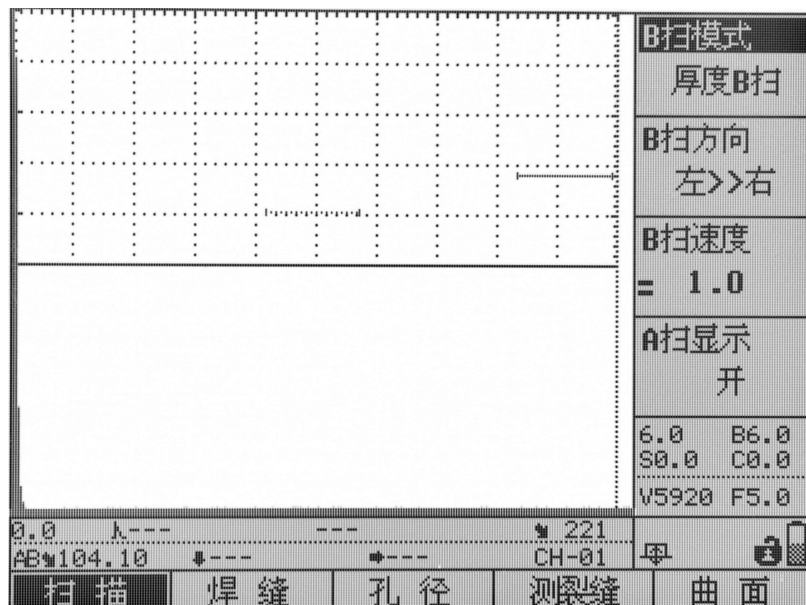 B扫模式
厚度B扫
B扫方向
左>>右
B扫速度
= 1.0
A扫显示
开
6.0 B6.0
S0.0 C0.0
V5920 F5.0
0.0 --- --- 221
AB 104.10 --- --- CH-01
扫描 焊缝 孔径 测裂缝 曲面